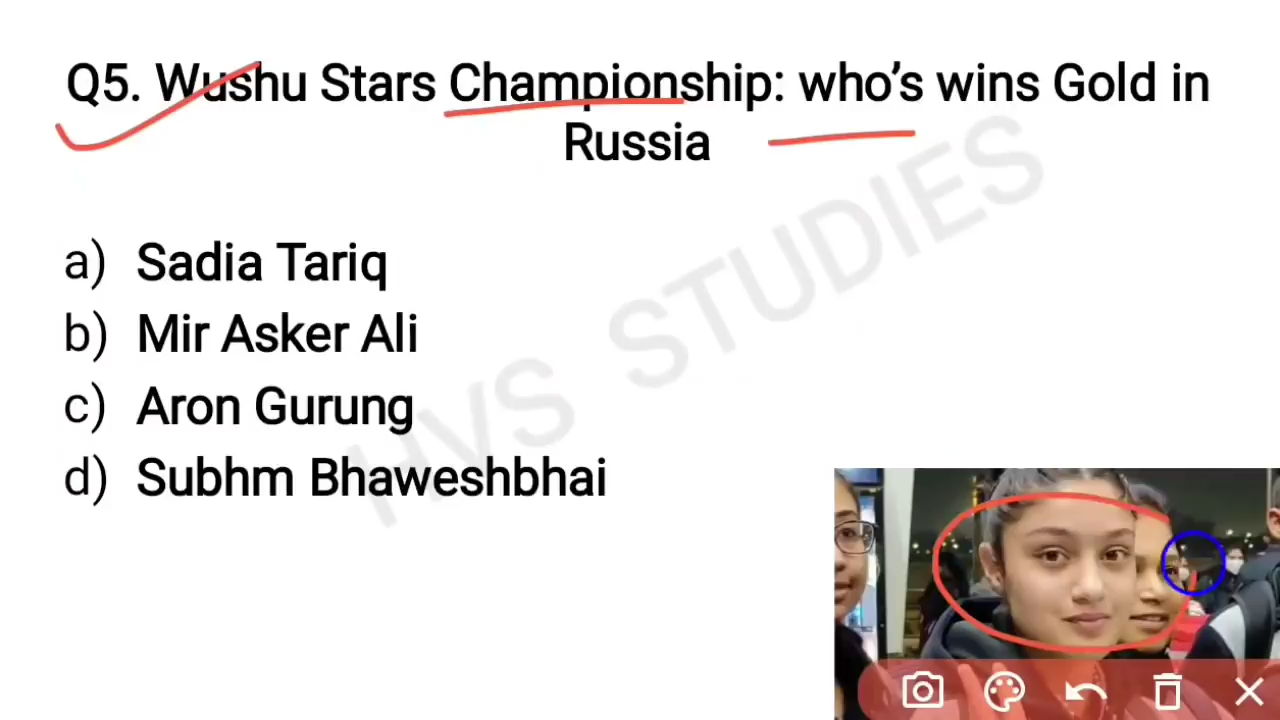 Q5. Wushu Stars Championship: who’s wins Gold in
Russia
a) Sadia Tariq
b) Mir Asker Ali
c) Aron Gurung
d) Subhm Bhaweshbhai
HVS STUDIES